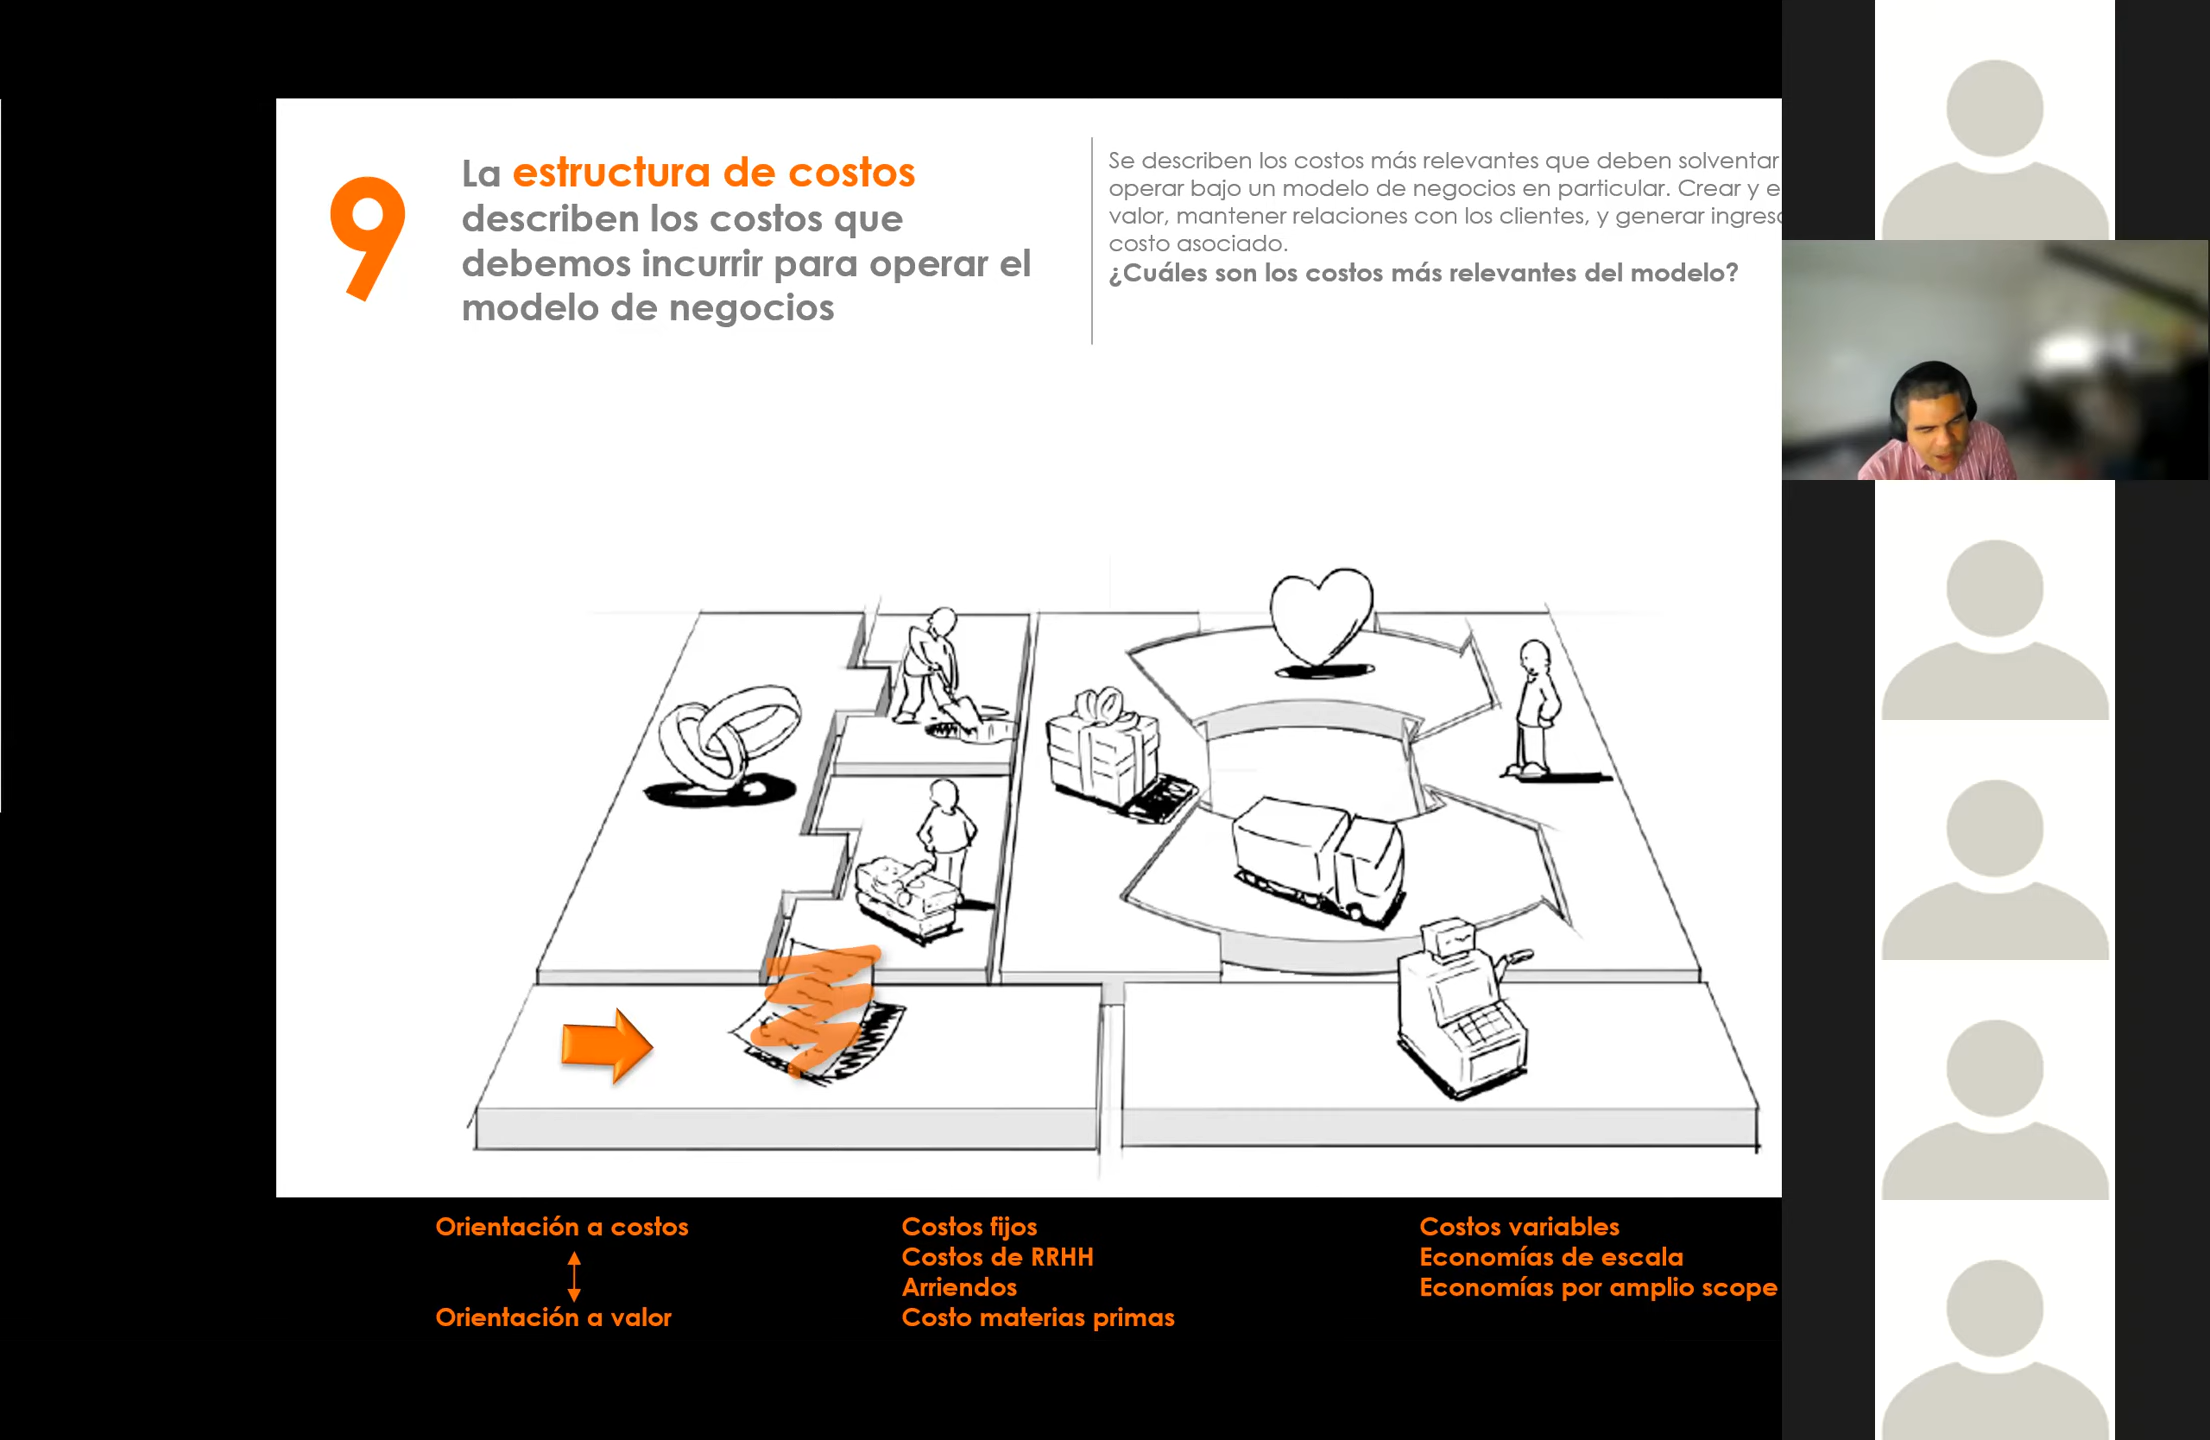 9
La estructura de costos
describen los costos que
debemos incurrir para operar el
modelo de negocios
Se describen los costos más relevantes que deben solventar
operar bajo un modelo de negocios en particular. Crear y e
valor, mantener relaciones con los clientes, y generar ingres
costo asociado.
¿Cuáles son los costos más relevantes del modelo?
Orientación a costos
Orientación a valor
Costos fijos
Costos de RRHH
Arriendos
Costo materias primas
Costos variables
Economías de escala
Economías por amplio scope